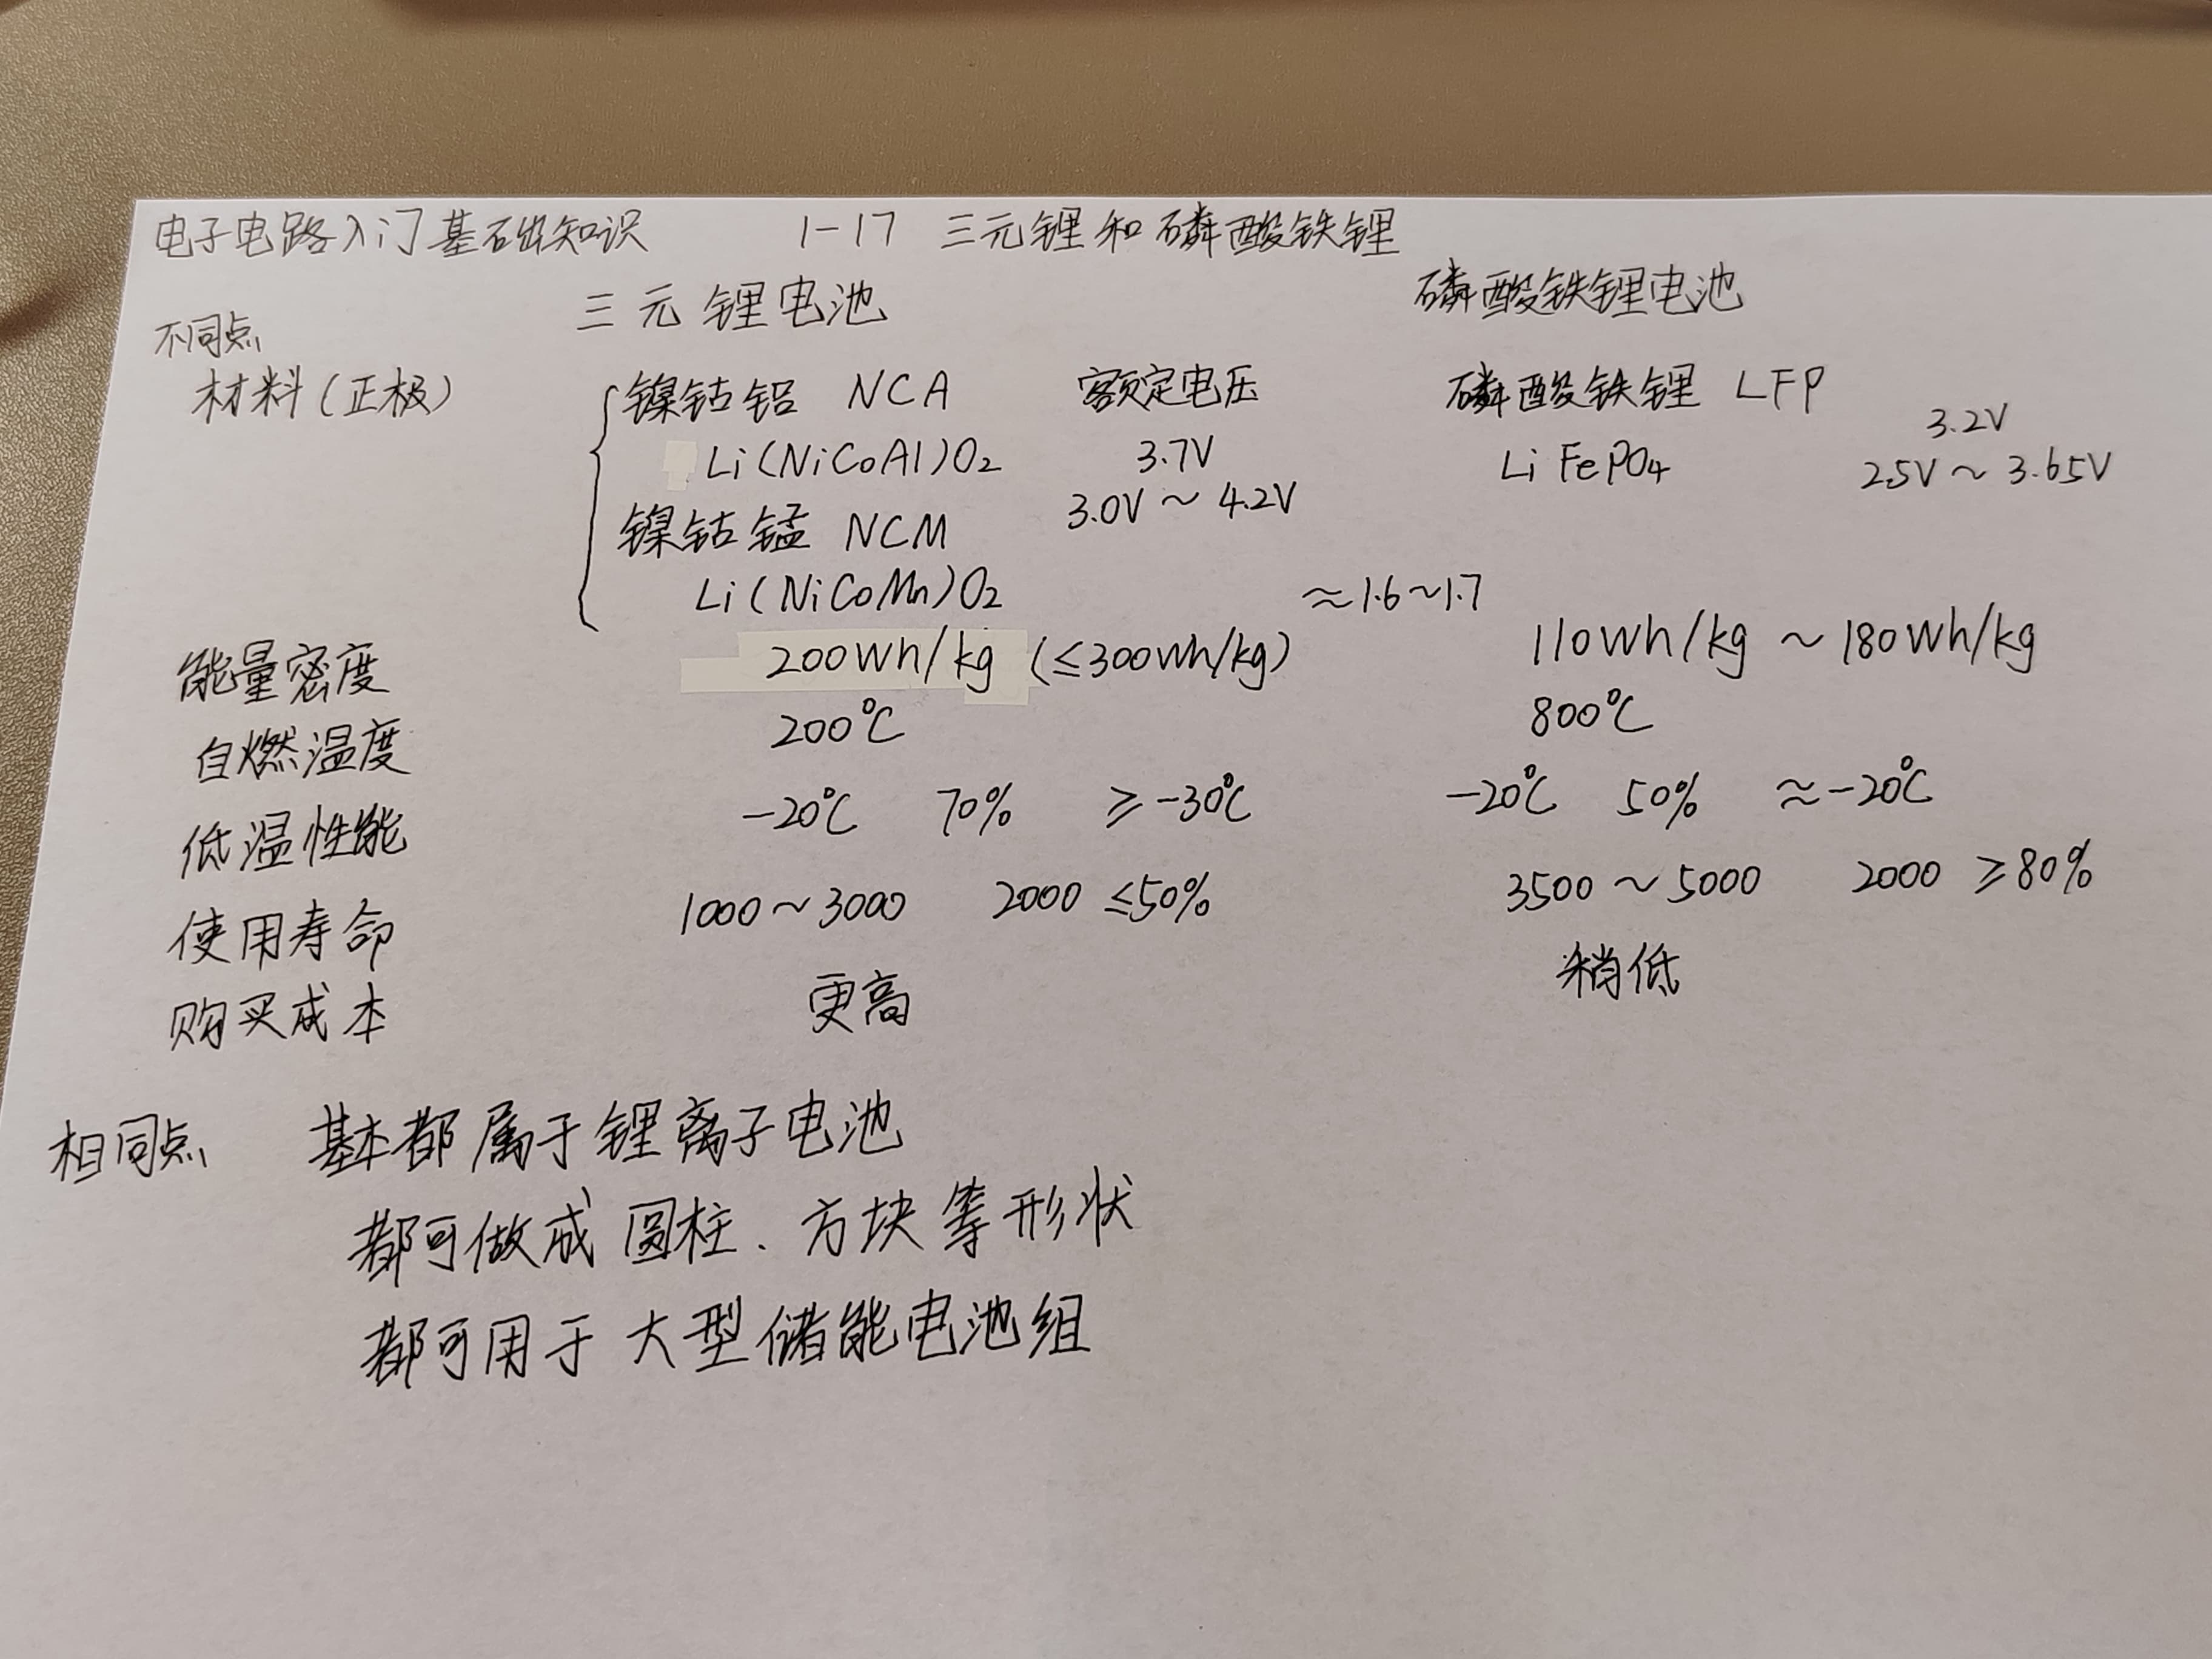 电子电路入门基础知识 1-17 三元锂和磷酸铁锂
三元锂电池 磷酸铁锂电池
不同点
材料(正极) 镍钴铝 NCA 额定电压 磷酸铁锂 LFP
3.2V
Li(NiCoAl)O₂ 3.7V LiFePO₄ 2.5V ~ 3.65V
镍钴锰 NCM 3.0V ~ 4.2V
Li(NiCoMn)O₂ ≈1.6~1.7
能量密度 200Wh/kg (≤300Wh/kg) 110Wh/kg ~ 180Wh/kg
自燃温度 200℃ 800℃
低温性能 -20℃ 70% ≥-30℃ -20℃ 50% ≈-20℃
使用寿命 1000~3000 2000 ≤50% 3500~5000 2000 ≥80%
购买成本 更高 稍低
相同点 基本都属于锂离子电池
都可做成圆柱、方块等形状
都可用于大型储能电池组